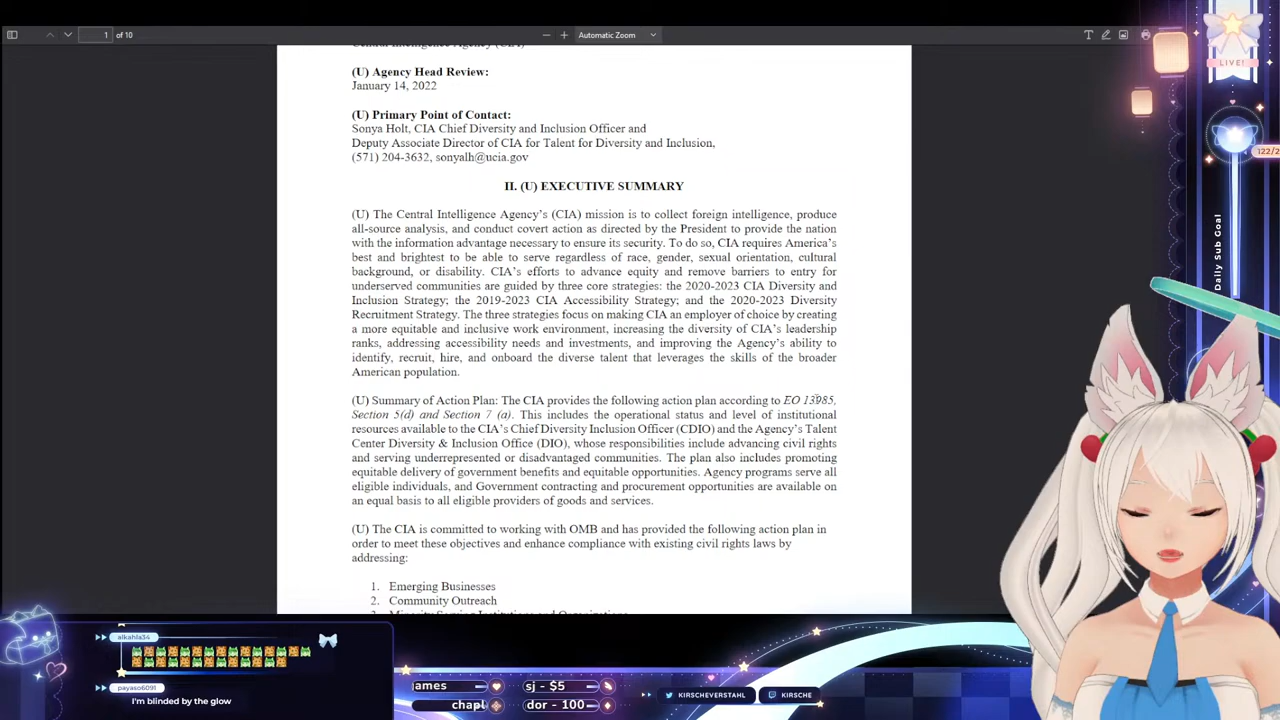 1 of 10
Automatic Zoom
Central Intelligence Agency (CIA)
(U) Agency Head Review:
January 14, 2022
(U) Primary Point of Contact:
Sonya Holt, CIA Chief Diversity and Inclusion Officer and
Deputy Associate Director of CIA for Talent for Diversity and Inclusion,
(571) 204-3632, sonyalh@ucia.gov
II. (U) EXECUTIVE SUMMARY
(U) The Central Intelligence Agency's (CIA) mission is to collect foreign intelligence, produce
all-source analysis, and conduct covert action as directed by the President to provide the nation
with the information advantage necessary to ensure its security. To do so, CIA requires America's
best and brightest to be able to serve regardless of race, gender, sexual orientation, cultural
background, or disability. CIA's efforts to advance equity and remove barriers to entry for
underserved communities are guided by three core strategies: the 2020-2023 CIA Diversity and
Inclusion Strategy; the 2019-2023 CIA Accessibility Strategy; and the 2020-2023 Diversity
Recruitment Strategy. The three strategies focus on making CIA an employer of choice by creating
a more equitable and inclusive work environment, increasing the diversity of CIA's leadership
ranks, addressing accessibility needs and investments, and improving the Agency's ability to
identify, recruit, hire, and onboard the diverse talent that leverages the skills of the broader
American population.
(U) Summary of Action Plan: The CIA provides the following action plan according to EO 13985,
Section 5(d) and Section 7 (a). This includes the operational status and level of institutional
resources available to the CIA's Chief Diversity Inclusion Officer (CDIO) and the Agency's Talent
Center Diversity & Inclusion Office (DIO), whose responsibilities include advancing civil rights
and serving underrepresented or disadvantaged communities. The plan also includes promoting
equitable delivery of government benefits and equitable opportunities. Agency programs serve all
eligible individuals, and Government contracting and procurement opportunities are available on
an equal basis to all eligible providers of goods and services.
(U) The CIA is committed to working with OMB and has provided the following action plan in
order to meet these objectives and enhance compliance with existing civil rights laws by
addressing:
1. Emerging Businesses
2. Community Outreach
3. Minority Serving Institutions and Organizations
LIVE!
122/2
Daily Sub Goal
alkahla34
payaso6091
I'm blinded by the glow
ames
sj - $5
chapl
dor - 100
KIRSCHEVERSTAHL
KIRSCHE